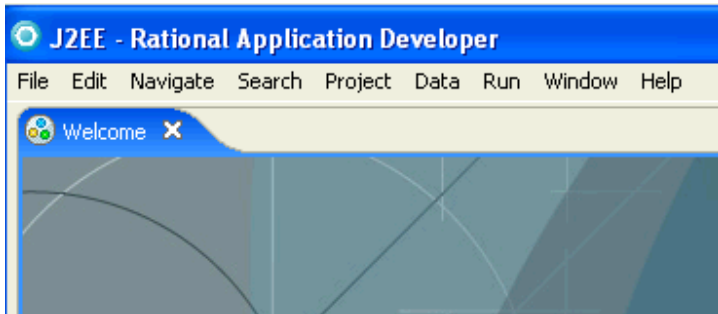 J2EE - Rational Application Developer
File Edit Navigate Search Project Data Run Window Help
Welcome